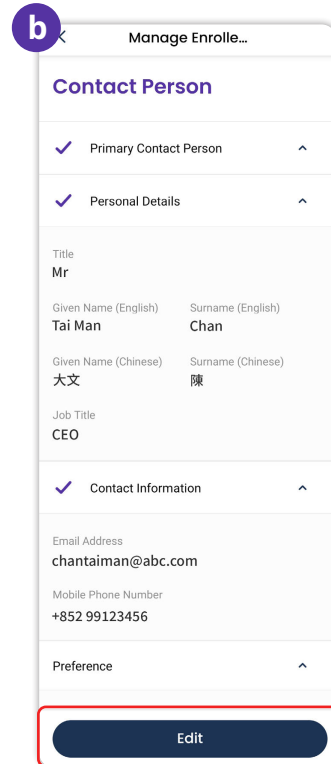 b
Manage Enrolle...
Contact Person
Primary Contact Person
Personal Details
Title
Mr
Given Name (English) Surname (English)
Tai Man Chan
Given Name (Chinese) Surname (Chinese)
大文 陳
Job Title
CEO
Contact Information
Email Address
chantaiman@abc.com
Mobile Phone Number
+852 99123456
Preference
Edit